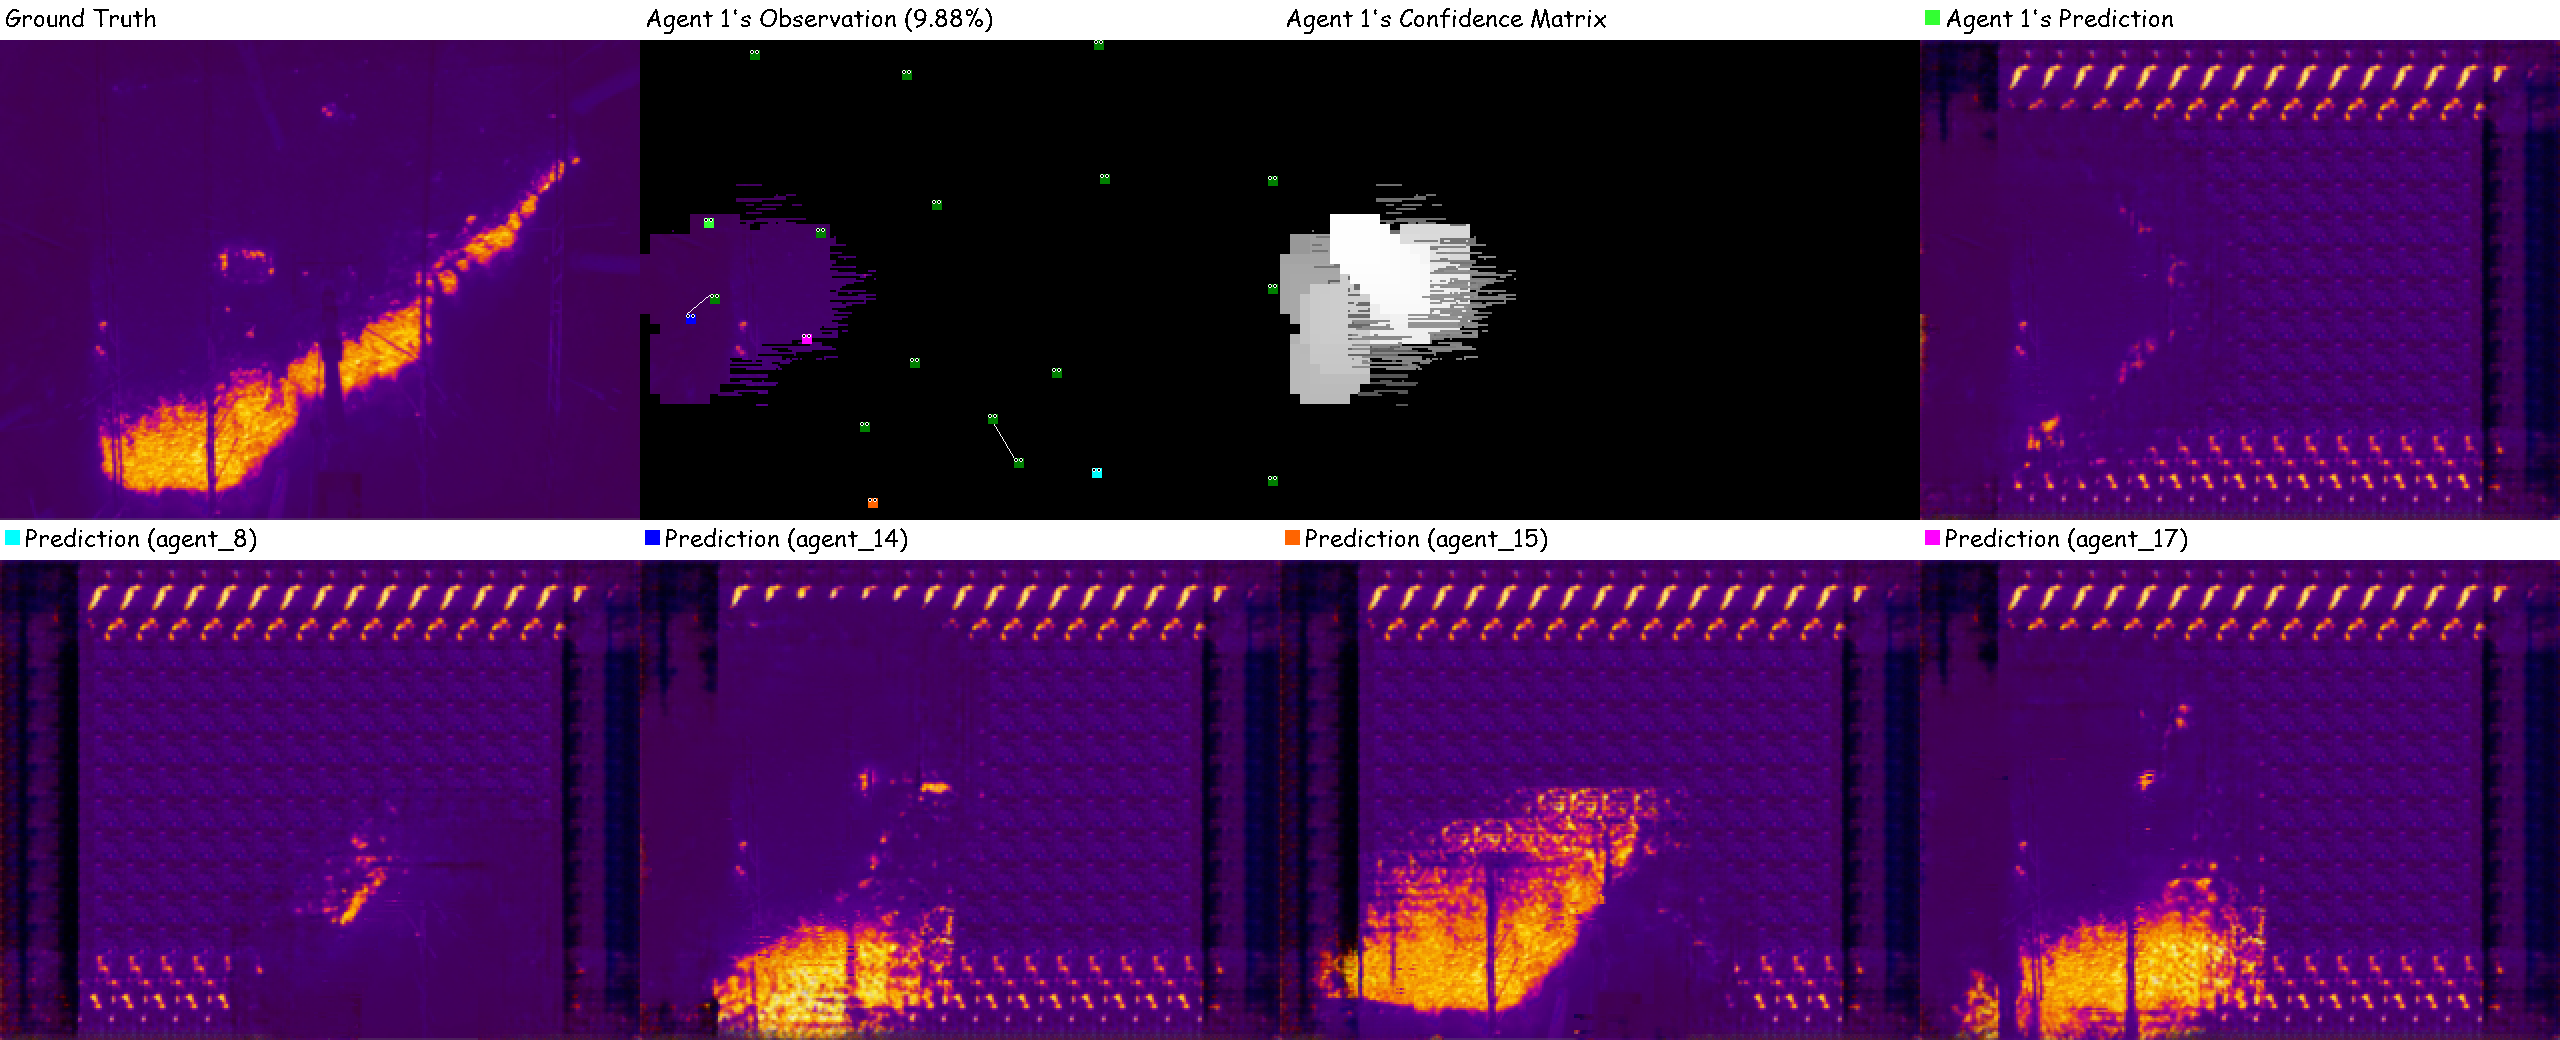 Ground Truth
Agent 1's Observation (9.88%)
Agent 1's Confidence Matrix
Agent 1's Prediction
Prediction (agent_8)
Prediction (agent_14)
Prediction (agent_15)
Prediction (agent_17)